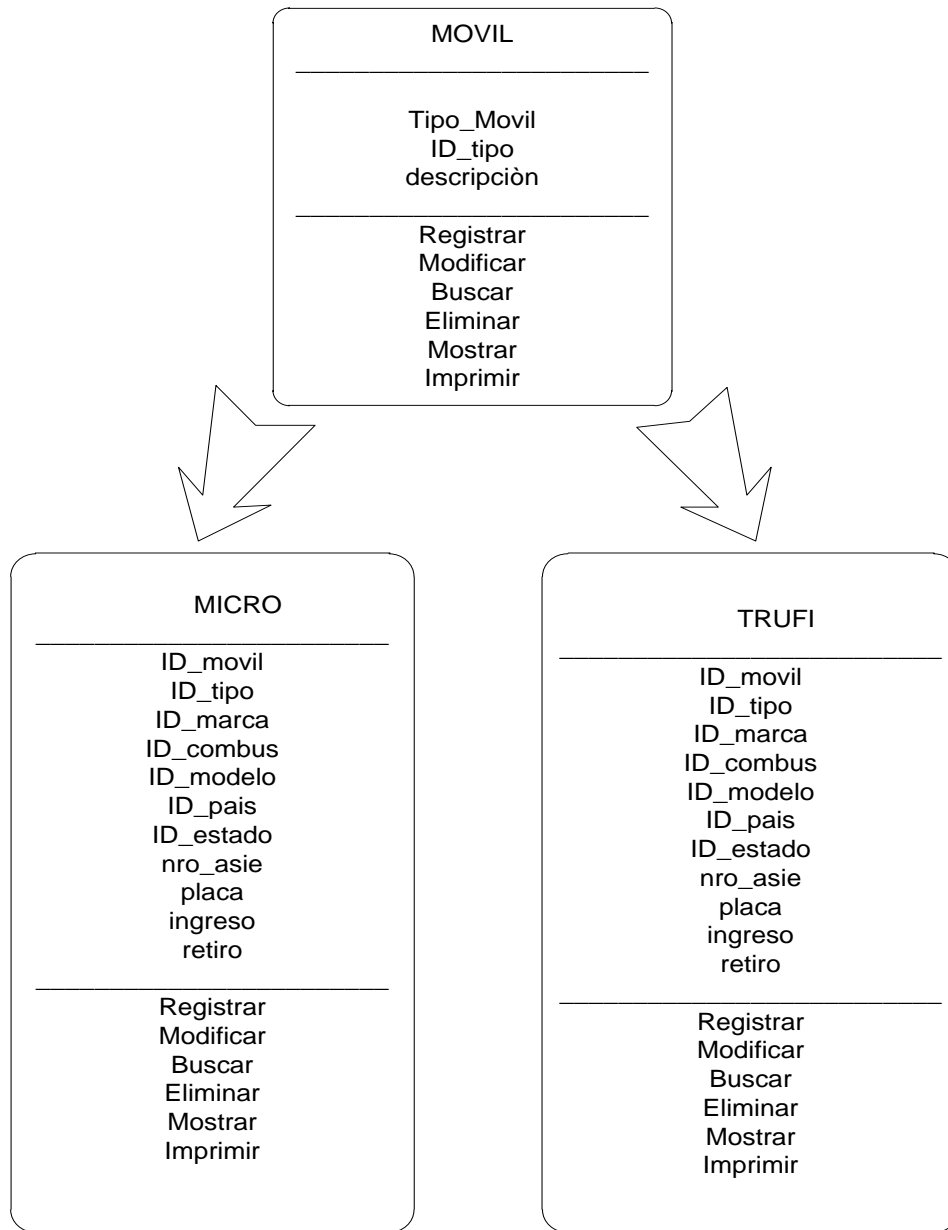 MOVIL
Tipo_Movil
ID_tipo
descripciòn
Registrar
Modificar
Buscar
Eliminar
Mostrar
Imprimir
MICRO
ID_movil
ID_tipo
ID_marca
ID_combus
ID_modelo
ID_pais
ID_estado
nro_asie
placa
ingreso
retiro
Registrar
Modificar
Buscar
Eliminar
Mostrar
Imprimir
TRUFI
ID_movil
ID_tipo
ID_marca
ID_combus
ID_modelo
ID_pais
ID_estado
nro_asie
placa
ingreso
retiro
Registrar
Modificar
Buscar
Eliminar
Mostrar
Imprimir